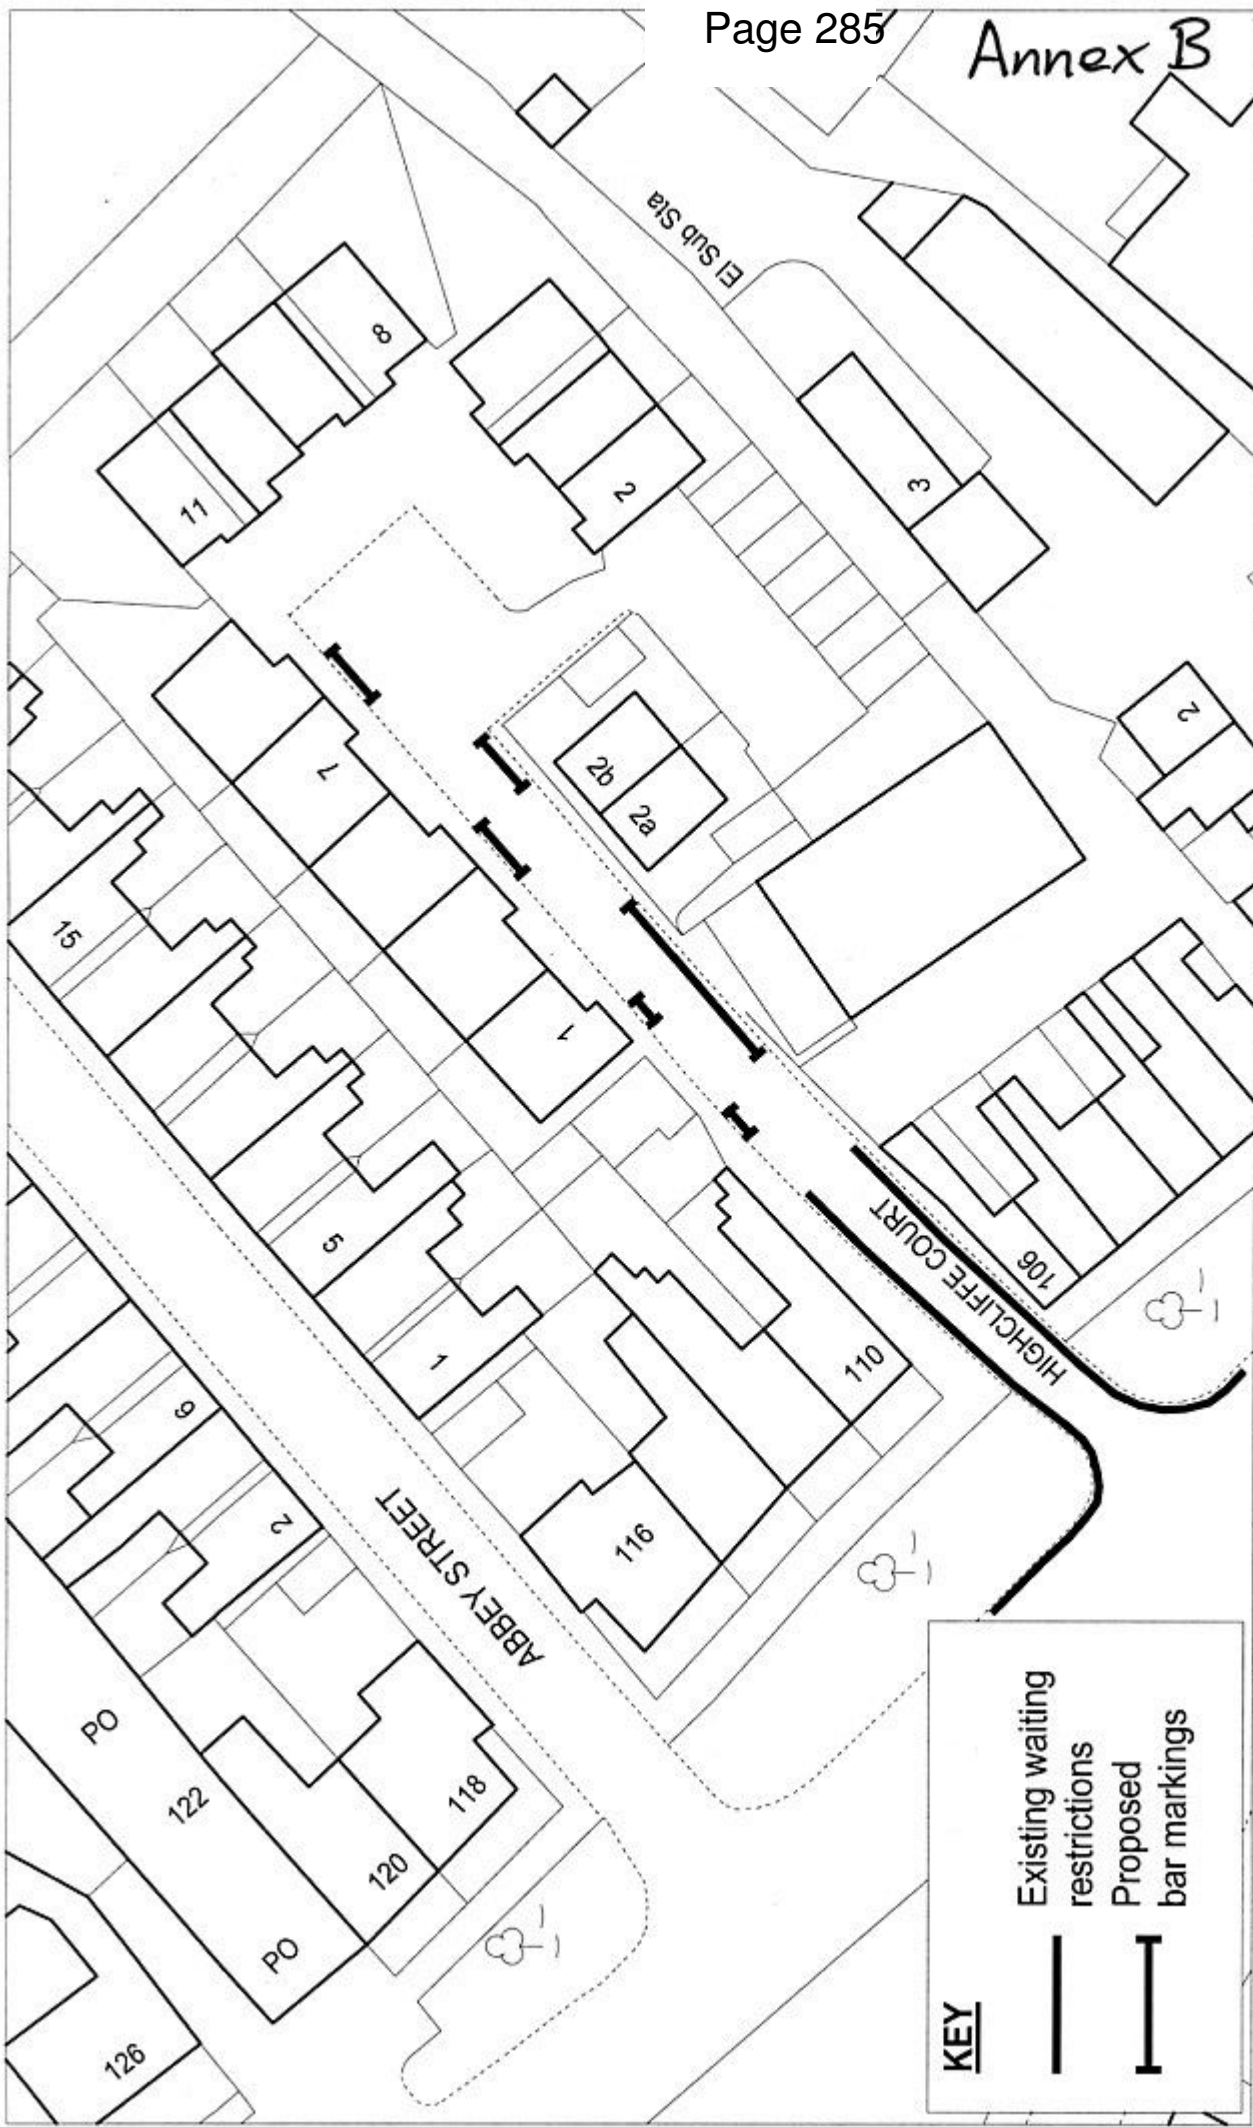 Page 285
Annex B
El Sub Sta
8
11
2
3
7
2b
2a
2
15
1
5
1
HIGHCLIFFE COURT
106
110
6
2
116
ABBEY STREET
PO
122
118
120
PO
126
KEY
Existing waiting
restrictions
Proposed
bar markings